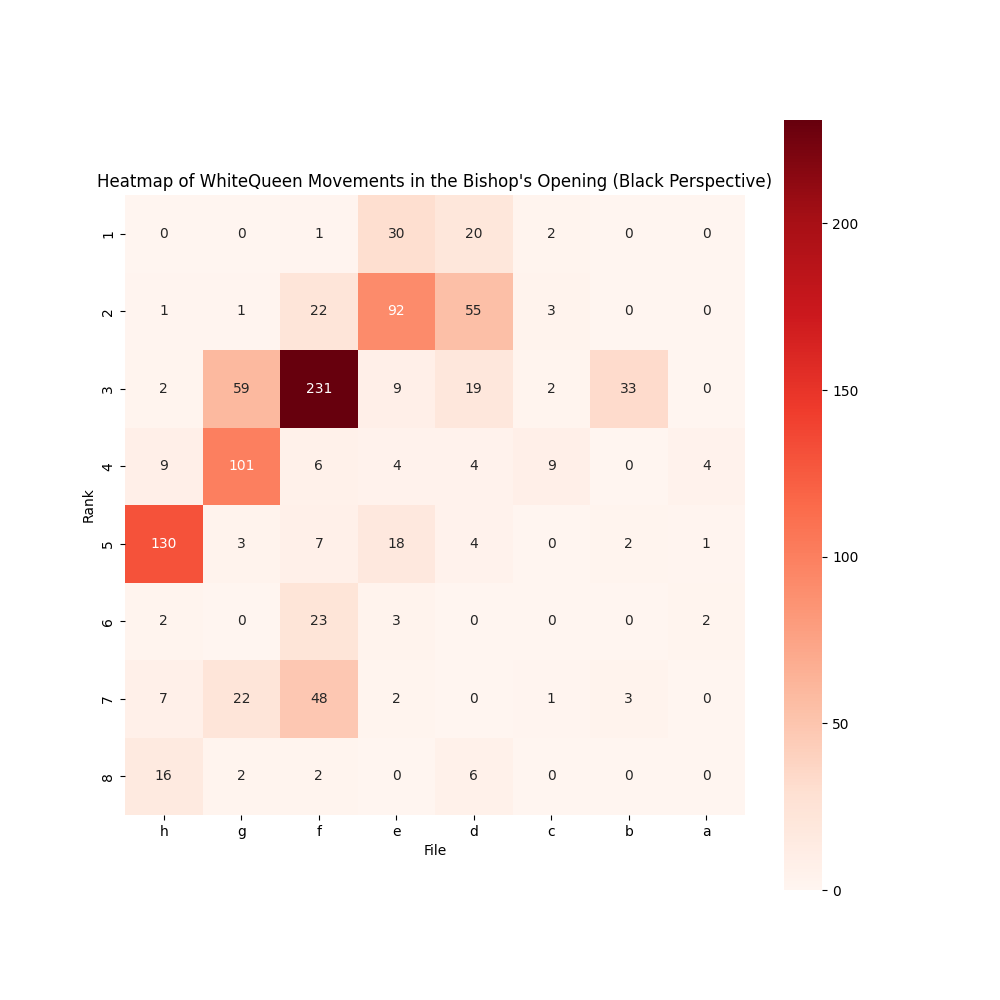 Heatmap of WhiteQueen Movements in the Bishop's Opening (Black Perspective)
1 0 0 1 30 20 2 0 0
2 1 1 22 92 55 3 0 0
3 2 59 231 9 19 2 33 0
4 9 101 6 4 4 9 0 4
Rank
5 130 3 7 18 4 0 2 1
6 2 0 23 3 0 0 0 2
7 7 22 48 2 0 1 3 0
8 16 2 2 0 6 0 0 0
h g f e d c b a
File
200
150
100
50
0